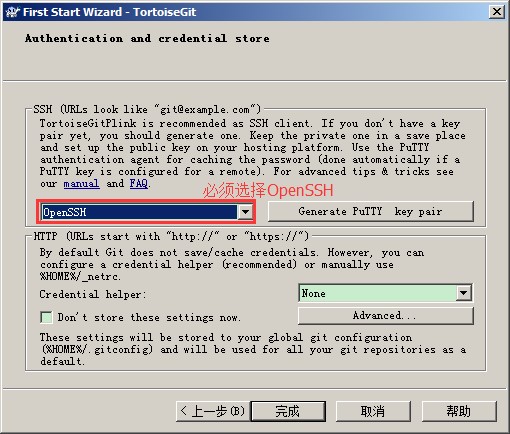 First Start Wizard - TortoiseGit
Authentication and credential store
SSH (URLs look like "git@example.com")
TortoiseGitPlink is recommended as SSH client. If you don't have a key
pair yet, you should generate one. Keep the private one in a save place
and set up the public key on your hosting platform. Use the PuTTY
authentication agent for caching the password (done automatically if a
PuTTY key is configured for a remote). For advanced tips & tricks see
our manual and FAQ.
必须选择OpenSSH
OpenSSH
Generate PuTTY key pair
HTTP (URLs start with "http://" or "https://")
By default Git does not save/cache credentials. However, you can
configure a credential helper (recommended) or manually use
%HOME%/_netrc.
Credential helper:
None
Don't store these settings now.
Advanced...
These settings will be stored to your global git configuration
(%HOME%/.gitconfig) and will be used for all your git repositories as a
default.
< 上一步(B)
完成
取消
帮助